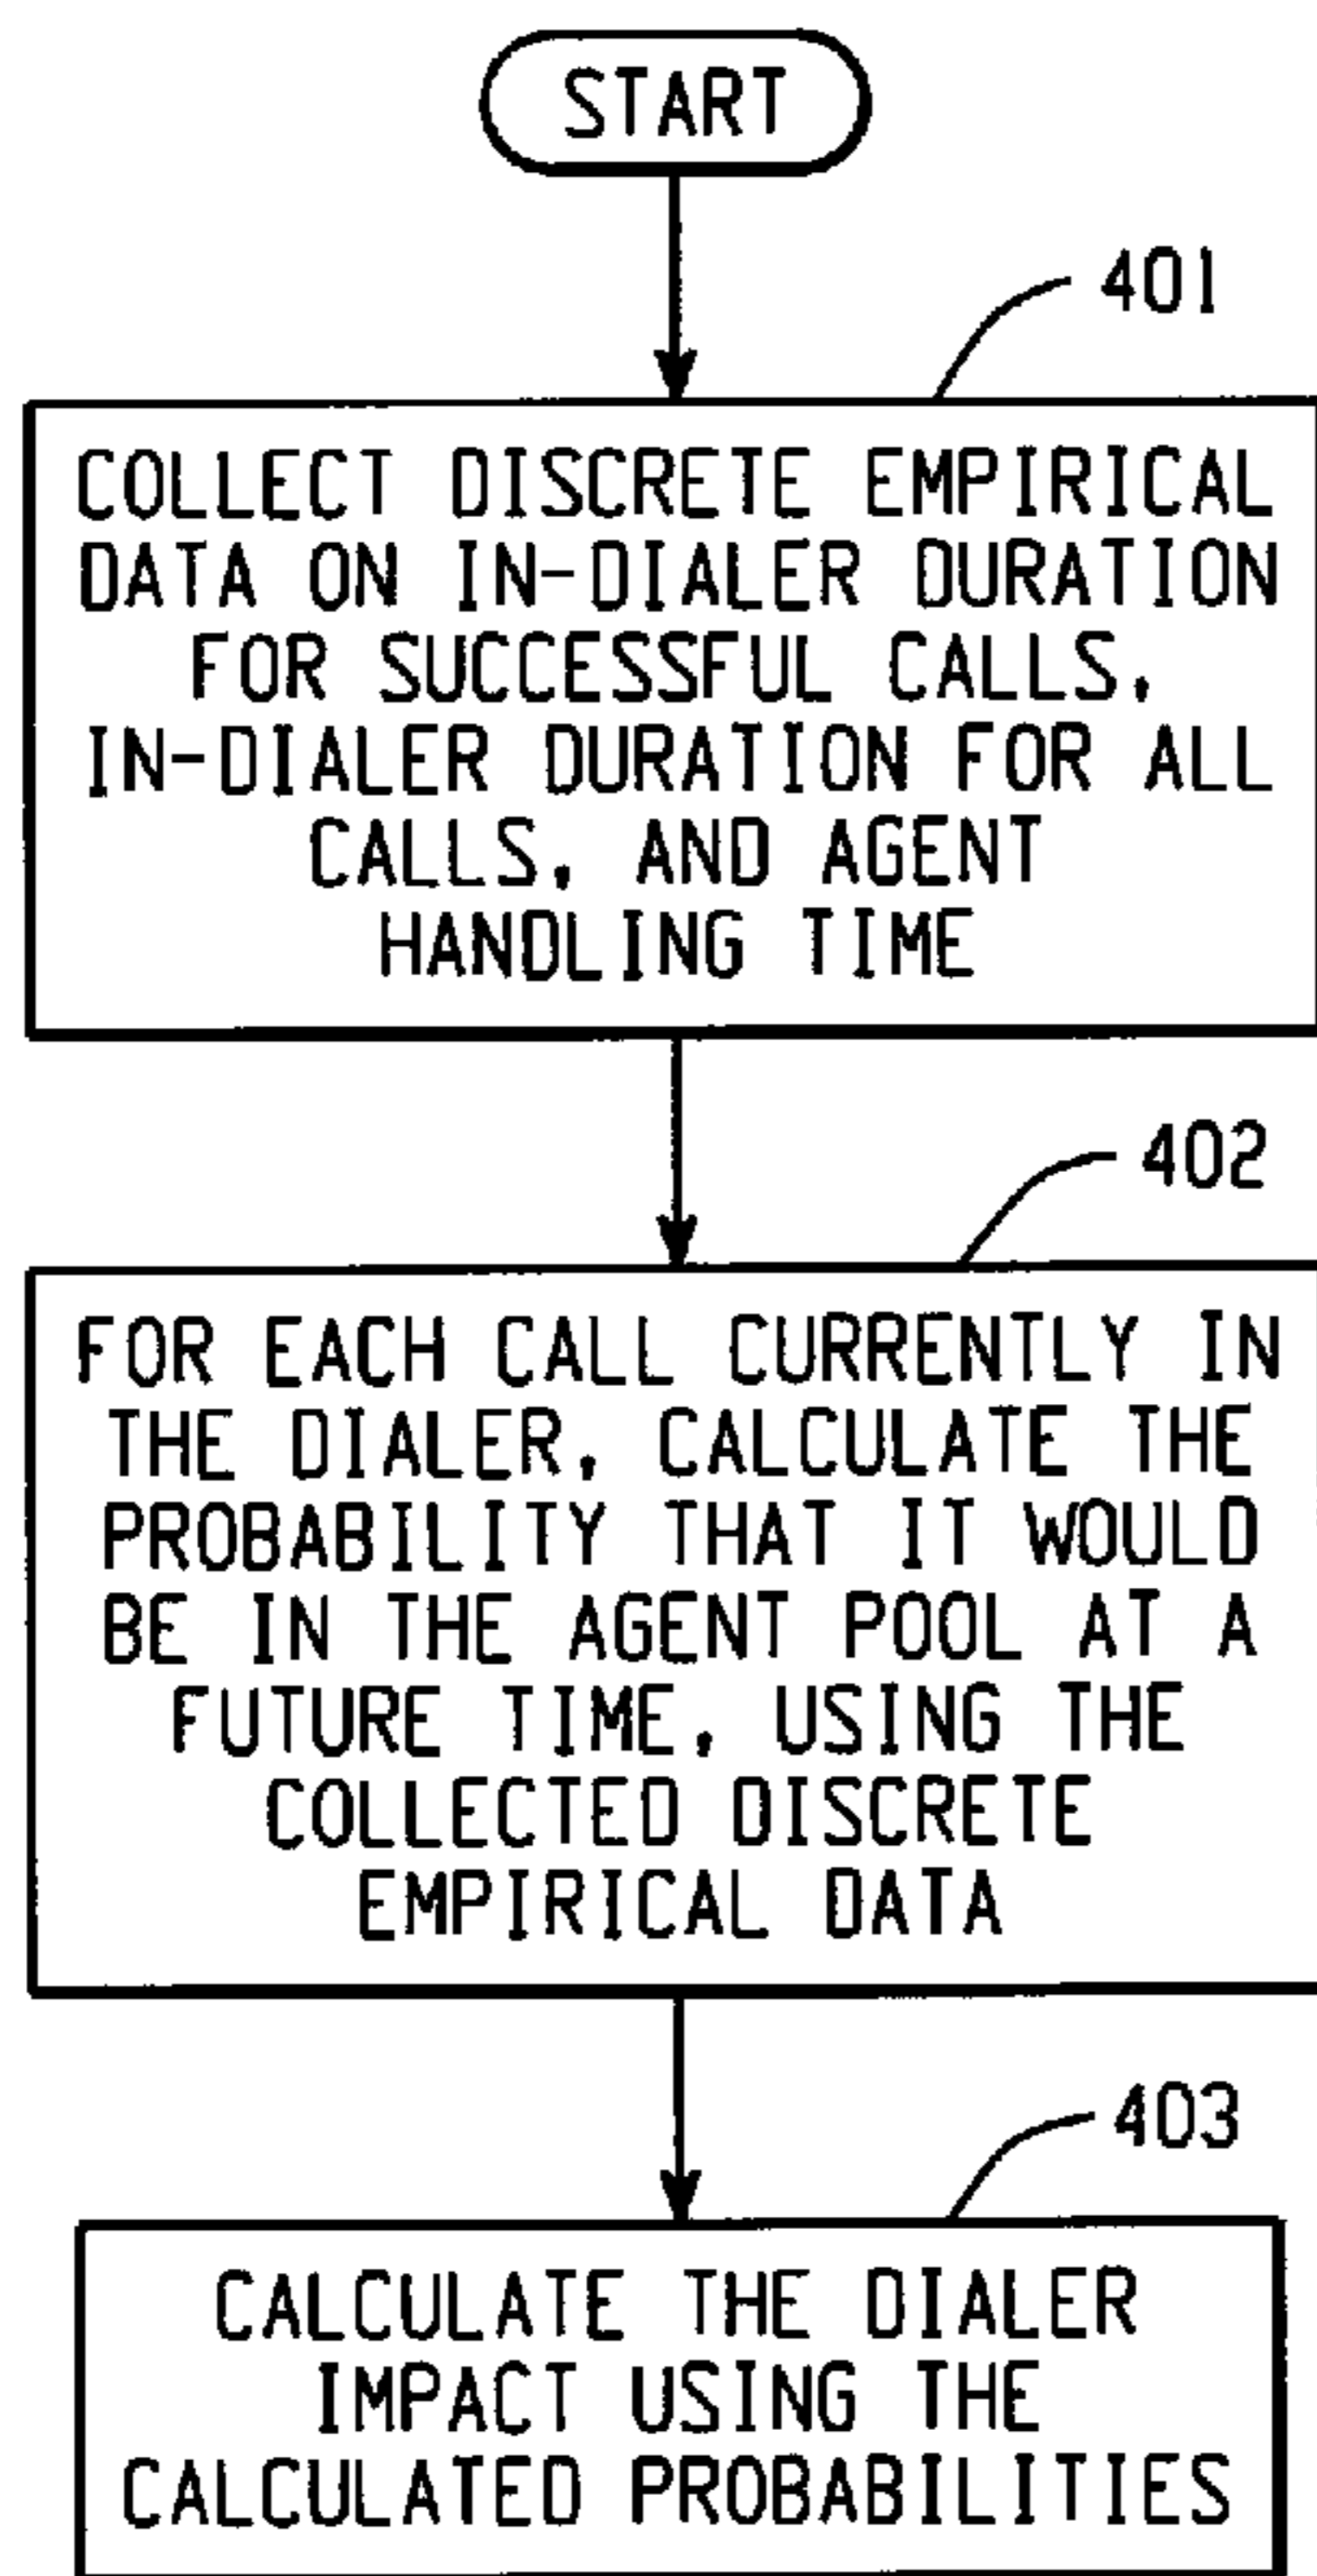 START
401
COLLECT DISCRETE EMPIRICAL
DATA ON IN-DIALER DURATION
FOR SUCCESSFUL CALLS,
IN-DIALER DURATION FOR ALL
CALLS, AND AGENT
HANDLING TIME
402
FOR EACH CALL CURRENTLY IN
THE DIALER, CALCULATE THE
PROBABILITY THAT IT WOULD
BE IN THE AGENT POOL AT A
FUTURE TIME, USING THE
COLLECTED DISCRETE
EMPIRICAL DATA
403
CALCULATE THE DIALER
IMPACT USING THE
CALCULATED PROBABILITIES